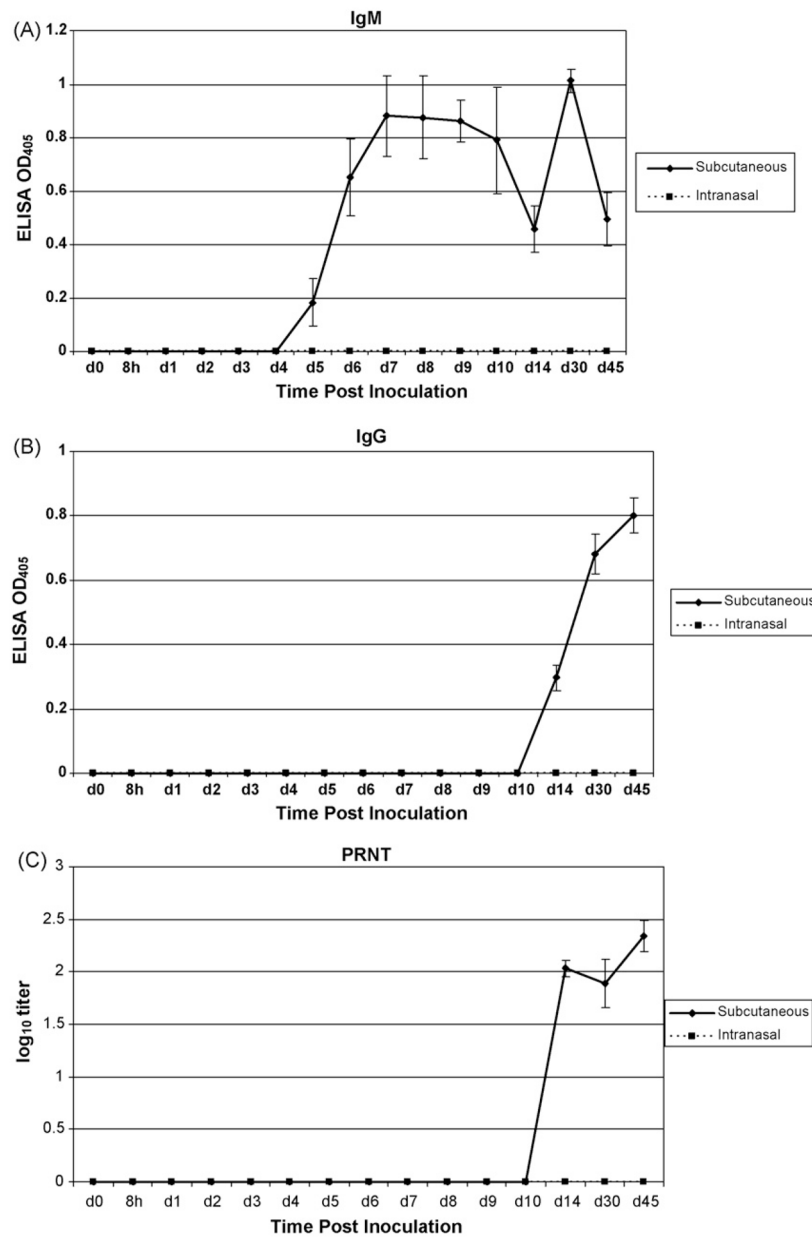 (A)
IgM
1.2
1
0.8
0.6
0.4
0.2
0
ELISA OD405
d0 8h d1 d2 d3 d4 d5 d6 d7 d8 d9 d10 d14 d30 d45
Time Post Inoculation
Subcutaneous
Intranasal
(B)
IgG
1
0.8
0.6
0.4
0.2
0
ELISA OD405
d0 8h d1 d2 d3 d4 d5 d6 d7 d8 d9 d10 d14 d30 d45
Time Post Inoculation
Subcutaneous
Intranasal
(C)
PRNT
3
2.5
2
1.5
1
0.5
0
log10 titer
d0 8h d1 d2 d3 d4 d5 d6 d7 d8 d9 d10 d14 d30 d45
Time Post Inoculation
Subcutaneous
Intranasal